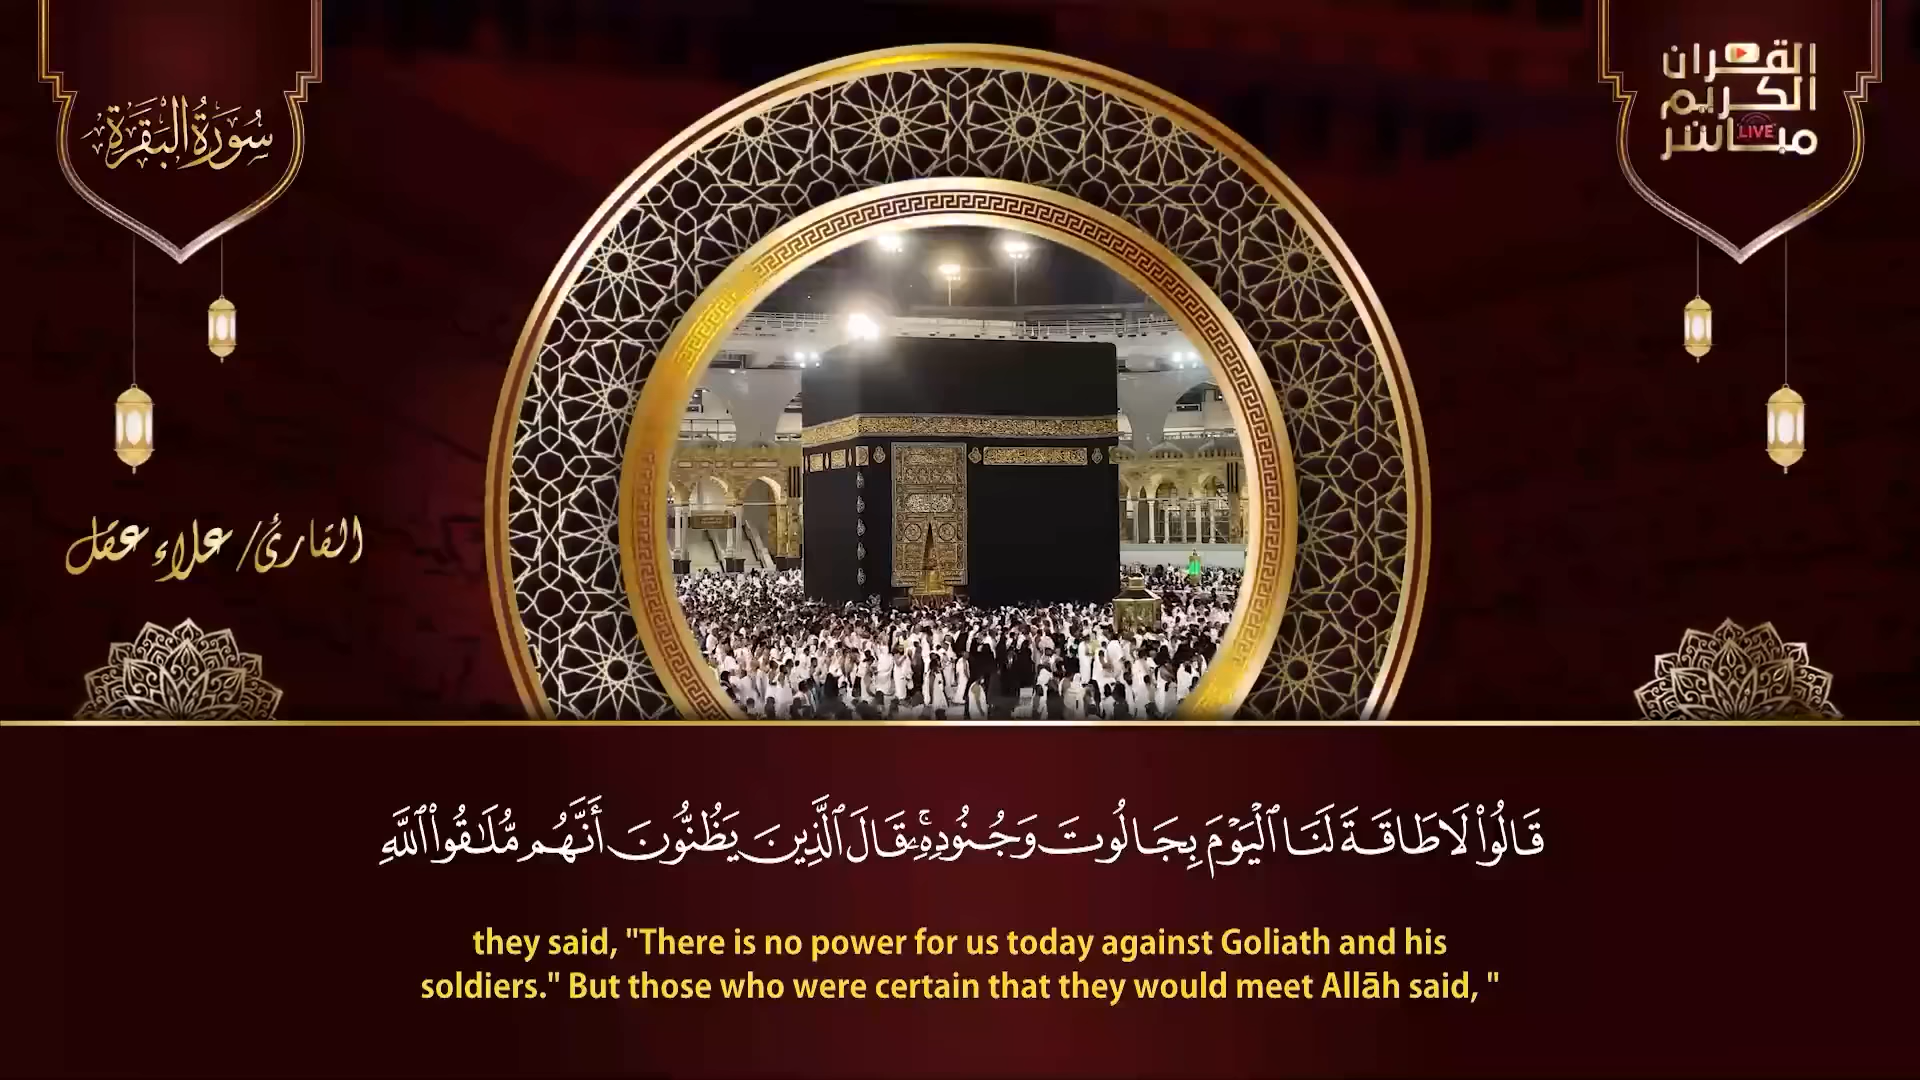 سُورَةُ البَقَرَةِ
القرآن
الكريم
مباشر
LIVE
القارئ/ علاء عقل
قَالُوا۟ لَا طَاقَةَ لَنَا ٱلْيَوْمَ بِجَالُوتَ وَجُنُودِهِۦۚ قَالَ ٱلَّذِينَ يَظُنُّونَ أَنَّهُم مُّلَـٰقُوا۟ ٱللَّهِ
they said, "There is no power for us today against Goliath and his
soldiers." But those who were certain that they would meet Allāh said, "